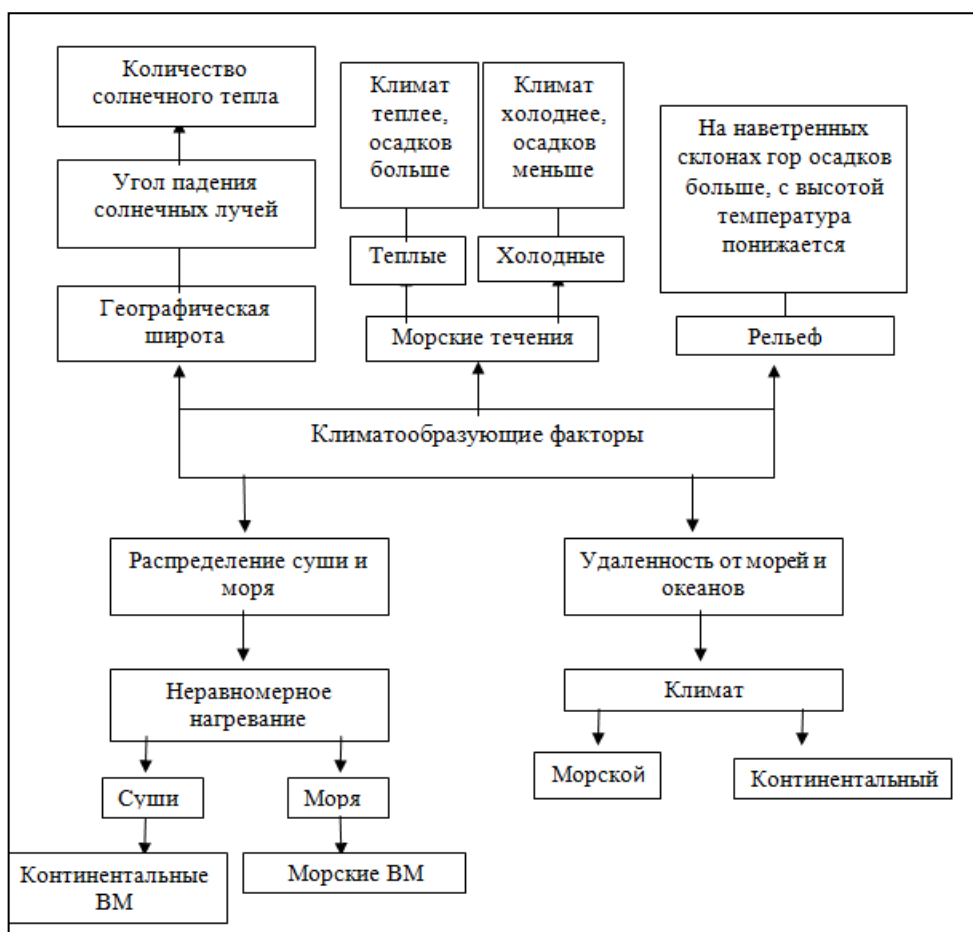 Количество
солнечного тепла
Климат
теплее,
осадков
больше
Климат
холоднее,
осадков
меньше
На наветренных
склонах гор осадков
больше, с высотой
температура
понижается
Угол падения
солнечных лучей
Теплые
Холодные
Географическая
широта
Морские течения
Рельеф
Климатообразующие факторы
Распределение суши и
моря
Удаленность от морей и
океанов
Неравномерное
нагревание
Климат
Суши
Моря
Морской
Континентальный
Континентальные
ВМ
Морские ВМ